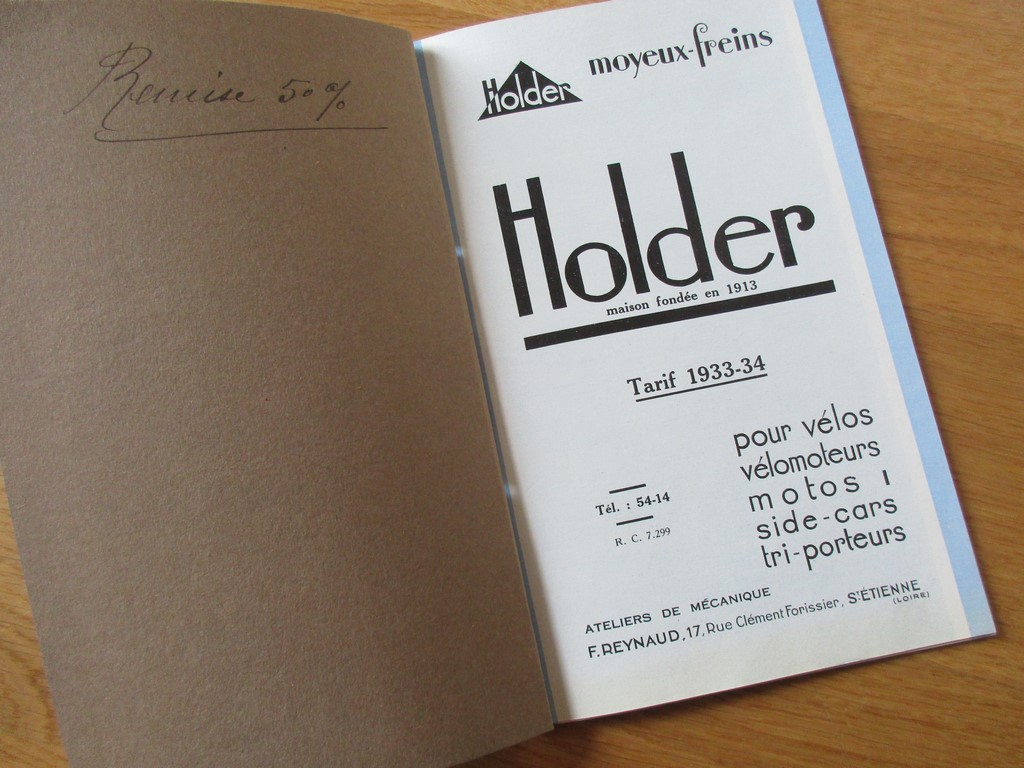 Remise 50%
Holder
moyeux-freins
Holder
maison fondée en 1913
Tarif 1933-34
pour vélos
vélomoteurs
motos
side-cars
tri-porteurs
Tél. : 54-14
R. C. 7.299
ATELIERS DE MÉCANIQUE
F. REYNAUD, 17, Rue Clément Forissier, ST ÉTIENNE
(LOIRE)